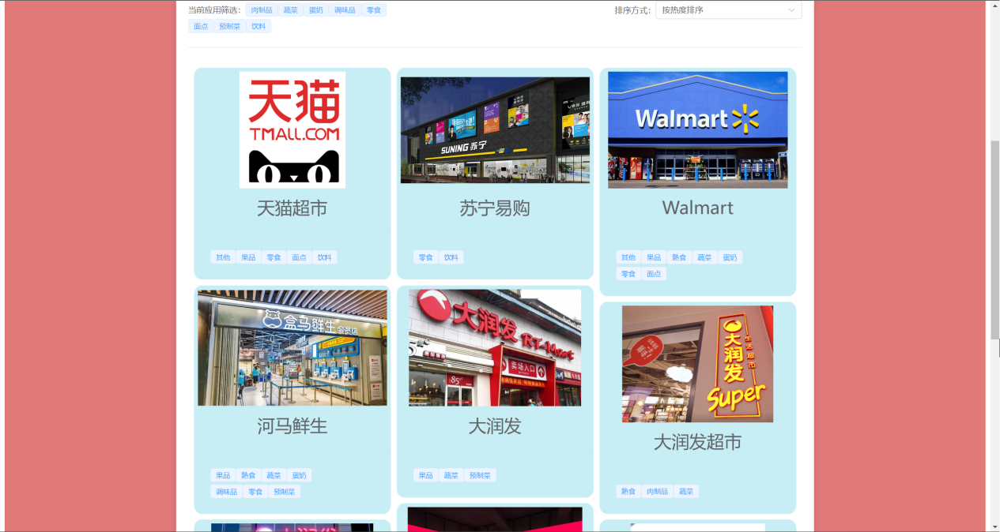 当前应用筛选： 肉制品 蔬菜 蛋奶 调味品 零食
面点 预制菜 饮料
排序方式： 按热度排序
天猫
TMALL.COM
天猫超市
其他 果品 零食 面点 饮料
SUNING 苏宁
苏宁易购
零食 饮料
Walmart
Walmart
其他 果品 熟食 蔬菜 蛋奶
零食 面点
盒马鲜生 会员店
河马鲜生
果品 熟食 蔬菜 蛋奶
调味品 零食 预制菜
大润发 RT-Mart
卖场入口
85°C
大润发
果品 蔬菜 预制菜
大润发
生活超市
Super
大润发超市
熟食 肉制品 蔬菜